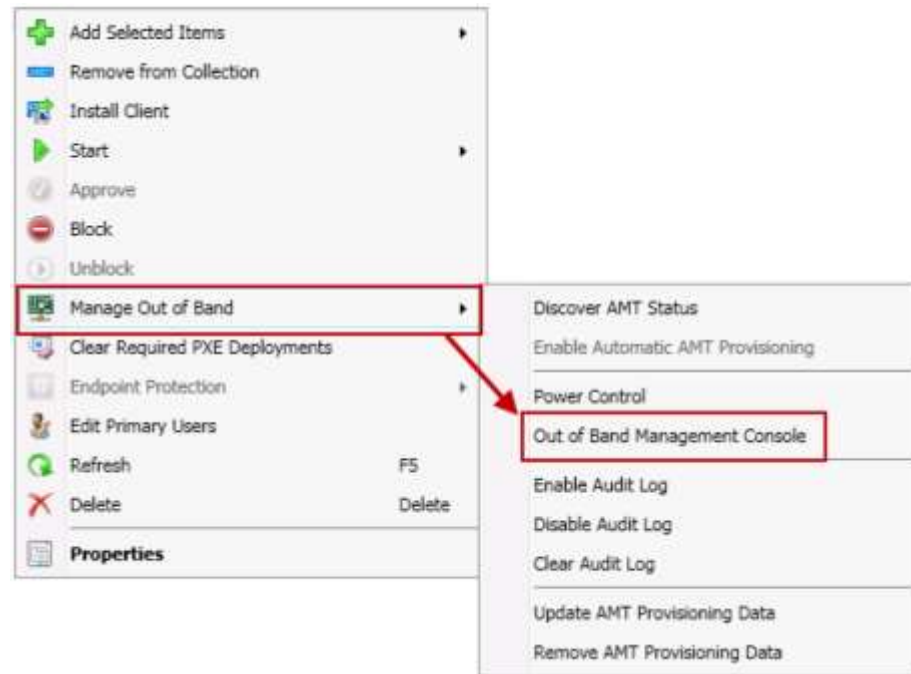 Add Selected Items
Remove from Collection
Install Client
Start
Approve
Block
Unblock
Manage Out of Band
Clear Required PXE Deployments
Endpoint Protection
Edit Primary Users
Refresh F5
Delete Delete
Properties
Discover AMT Status
Enable Automatic AMT Provisioning
Power Control
Out of Band Management Console
Enable Audit Log
Disable Audit Log
Clear Audit Log
Update AMT Provisioning Data
Remove AMT Provisioning Data